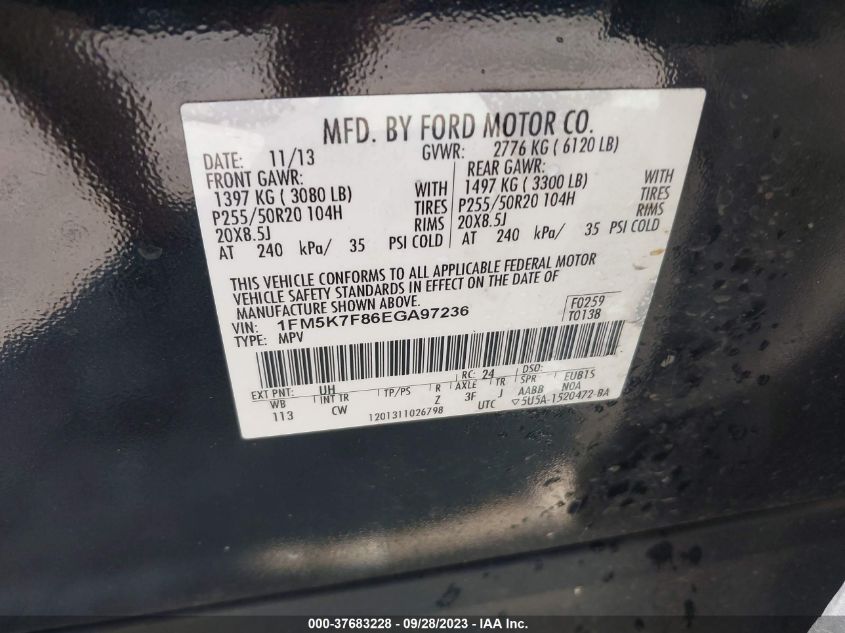 MFD. BY FORD MOTOR CO.
DATE: 11/13 GVWR: 2776 KG ( 6120 LB)
FRONT GAWR: REAR GAWR:
1397 KG ( 3080 LB) WITH 1497 KG ( 3300 LB) WITH
P255/50R20 104H TIRES P255/50R20 104H TIRES
20X8.5J RIMS 20X8.5J RIMS
AT 240 kPa/ 35 PSI COLD AT 240 kPa/ 35 PSI COLD
THIS VEHICLE CONFORMS TO ALL APPLICABLE FEDERAL MOTOR
VEHICLE SAFETY STANDARDS IN EFFECT ON THE DATE OF
MANUFACTURE SHOWN ABOVE.
VIN: 1FM5K7F86EGA97236 F0259
TYPE: MPV T0138
EXT PNT: UH RC: 24 DSO:
WB INT TR TP/PS R AXLE TR SPR EUB15
113 CW Z 3F J AABB NOA
1201311026798 UTC ▽5U5A-1520472-BA
000-37683228 - 09/28/2023 - IAA Inc.